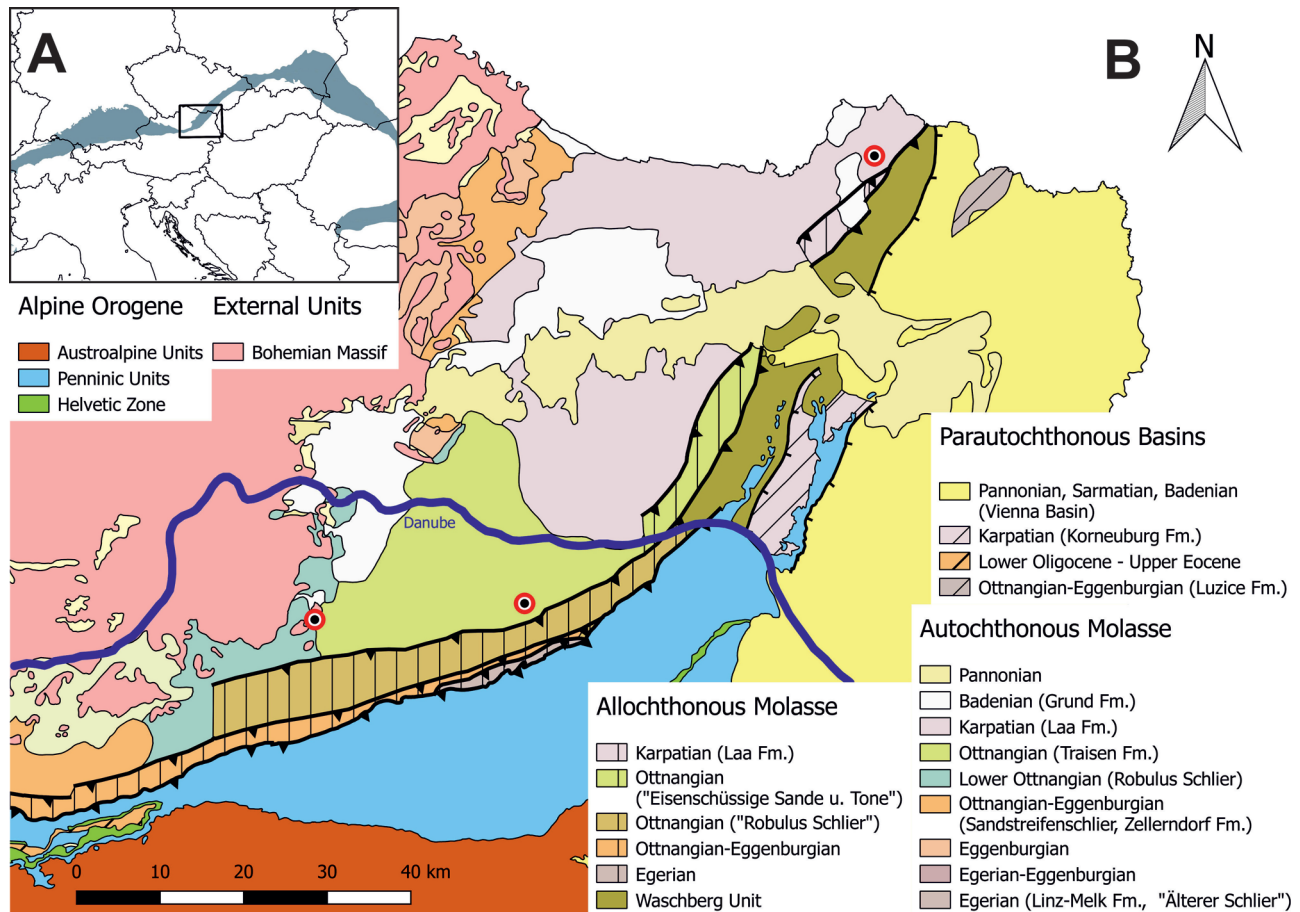 A
B
N
Alpine Orogene
External Units
Austroalpine Units
Bohemian Massif
Penninic Units
Helvetic Zone
Danube
Parautochthonous Basins
Pannonian, Sarmatian, Badenian
(Vienna Basin)
Karpatian (Korneuburg Fm.)
Lower Oligocene - Upper Eocene
Ottnangian-Eggenburgian (Luzice Fm.)
Autochthonous Molasse
Pannonian
Badenian (Grund Fm.)
Karpatian (Laa Fm.)
Ottnangian (Traisen Fm.)
Lower Ottnangian (Robulus Schlier)
Ottnangian-Eggenburgian
(Sandstreifenschlier, Zellerndorf Fm.)
Eggenburgian
Egerian-Eggenburgian
Egerian (Linz-Melk Fm., "Älterer Schlier")
Allochthonous Molasse
Karpatian (Laa Fm.)
Ottnangian
("Eisenschüssige Sande u. Tone")
Ottnangian ("Robulus Schlier")
Ottnangian-Eggenburgian
Egerian
Waschberg Unit
0 10 20 30 40 km